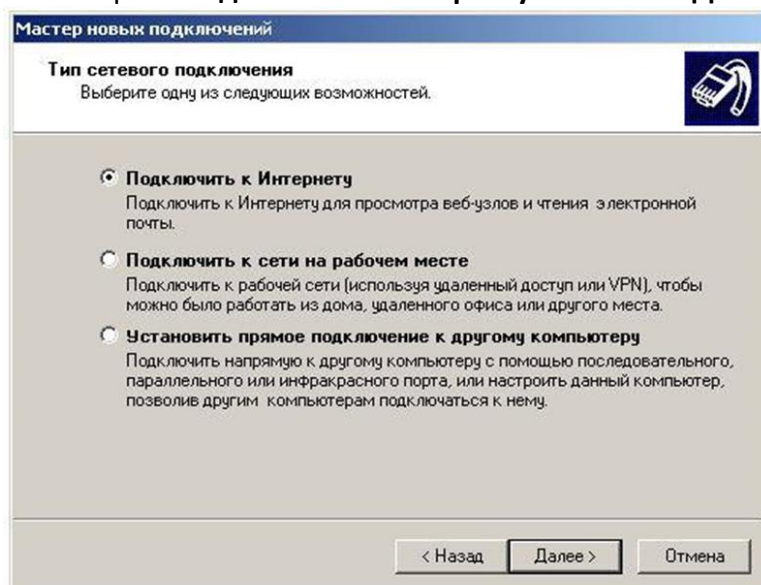 Мастер новых подключений
Тип сетевого подключения
Выберите одну из следующих возможностей.
Подключить к Интернету
Подключить к Интернету для просмотра веб-узлов и чтения электронной
почты.
Подключить к сети на рабочем месте
Подключить к рабочей сети (используя удаленный доступ или VPN), чтобы
можно было работать из дома, удаленного офиса или другого места.
Установить прямое подключение к другому компьютеру
Подключить напрямую к другому компьютеру с помощью последовательного,
параллельного или инфракрасного порта, или настроить данный компьютер,
позволив другим компьютерам подключаться к нему.
< Назад
Далее >
Отмена